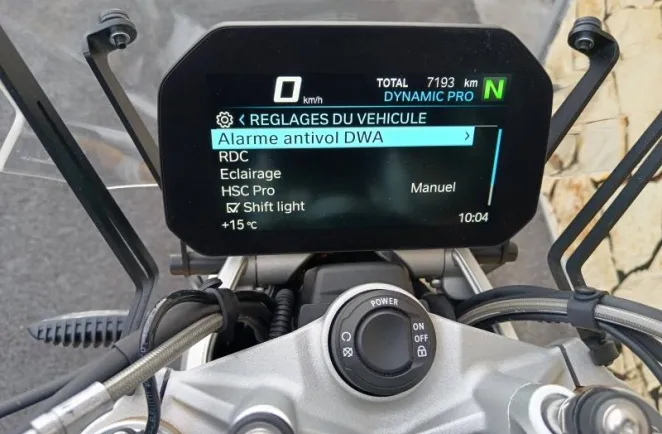 0 km/h TOTAL 7193 km N
DYNAMIC PRO
< REGLAGES DU VEHICULE
Alarme antivol DWA >
RDC
Eclairage
HSC Pro Manuel
Shift light
+15 °C 10:04
POWER
ON
OFF